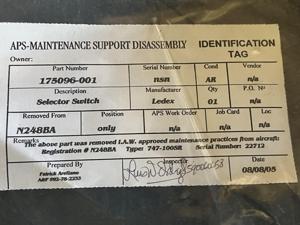 APS-MAINTENANCE SUPPORT DISASSEMBLY
IDENTIFICATION TAG
Owner:
Part Number Serial Number Cond Vendor
175096-001 nsn AR n/a
Description Manufacturer Qty P.O. Nº
Selector Switch Ledex 01 n/a
Removed From Position APS Work Order Job Card Loc
N248BA only n/a n/a n/a
Remarks
The above part was removed I.A.W. approved maintenance practices from aircraft:
Registration # N248BA Type: 747-100SR Serial Number: 22712
Prepared By Inspector Date
Patrick Arellano
08/08/05